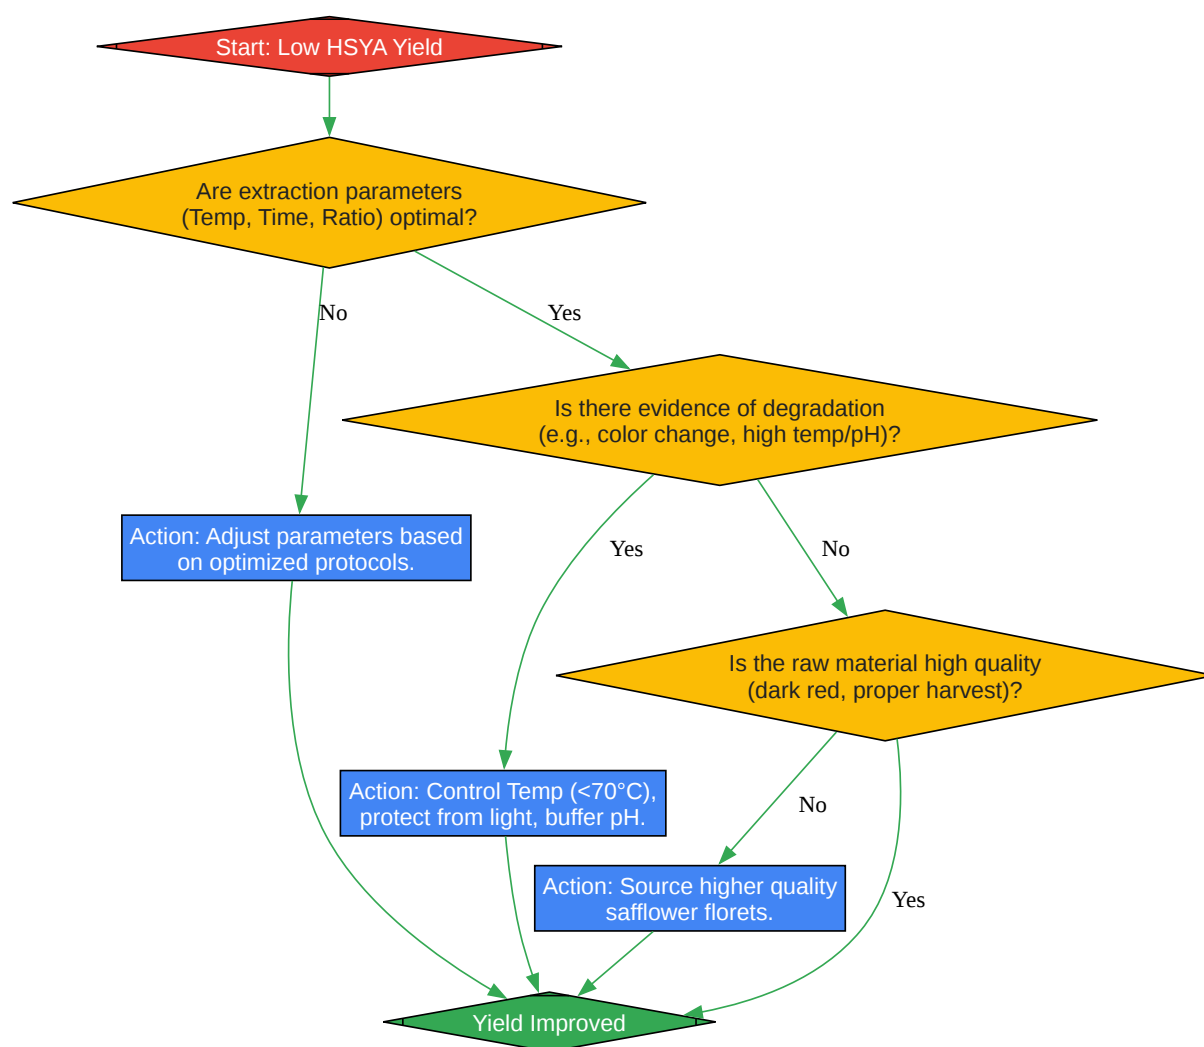 Start: Low HSYA Yield
Are extraction parameters
(Temp, Time, Ratio) optimal?
No
Yes
Is there evidence of degradation
(e.g., color change, high temp/pH)?
Action: Adjust parameters based
on optimized protocols.
Yes
No
Is the raw material high quality
(dark red, proper harvest)?
Action: Control Temp (<70°C),
protect from light, buffer pH.
No
Action: Source higher quality
safflower florets.
Yes
Yield Improved